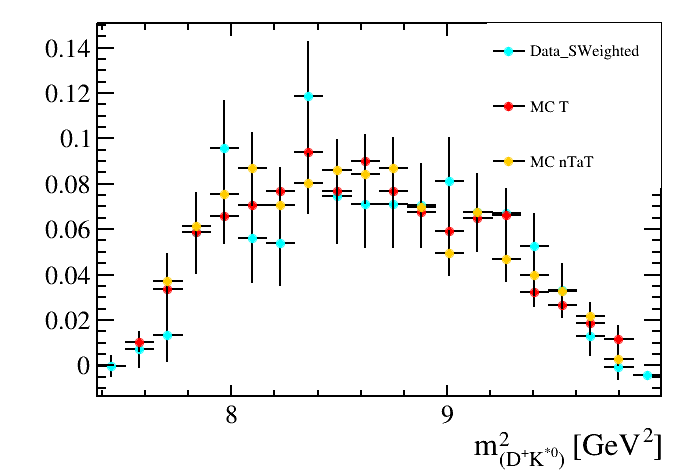 0.14
0.12
0.1
0.08
0.06
0.04
0.02
0
Data_SWeighted
MC T
MC nTaT
8
9
m²(D⁺K*⁰) [GeV²]